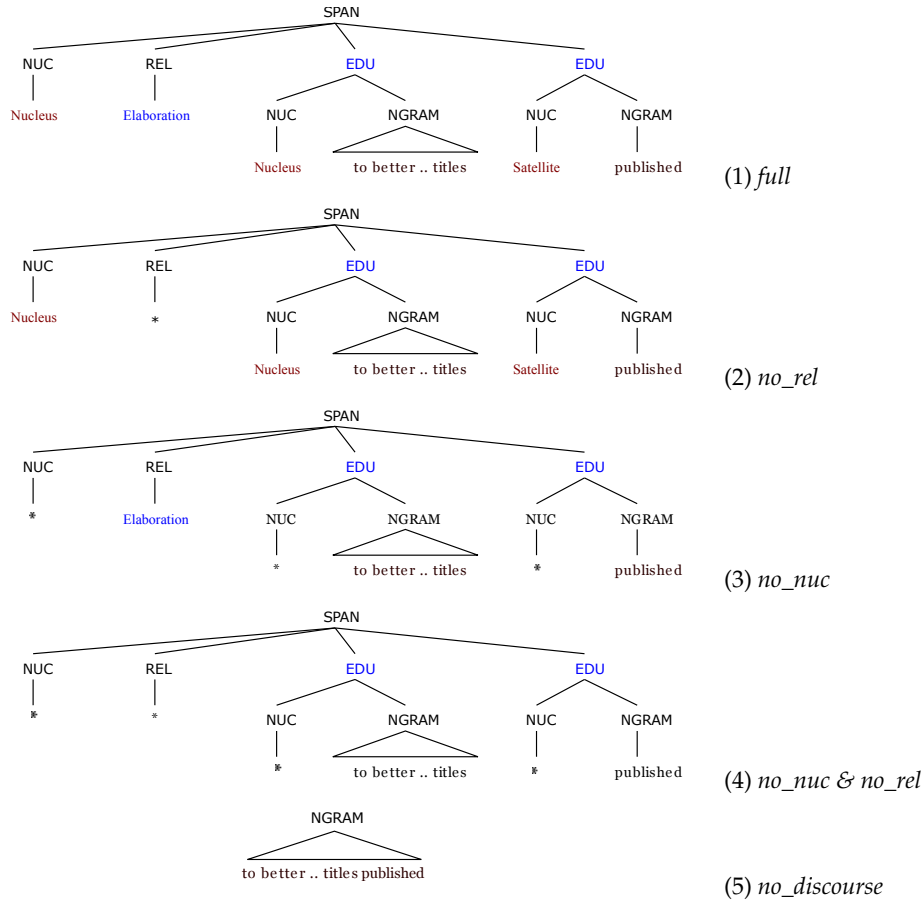 SPAN
NUC REL EDU EDU
Nucleus Elaboration NUC NGRAM NUC NGRAM
Nucleus to better .. titles Satellite published
(1) full
SPAN
NUC REL EDU EDU
Nucleus * NUC NGRAM NUC NGRAM
Nucleus to better .. titles Satellite published
(2) no_rel
SPAN
NUC REL EDU EDU
* Elaboration NUC NGRAM NUC NGRAM
* to better .. titles * published
(3) no_nuc
SPAN
NUC REL EDU EDU
* * NUC NGRAM NUC NGRAM
* to better .. titles * published
(4) no_nuc & no_rel
NGRAM
to better .. titles published
(5) no_discourse